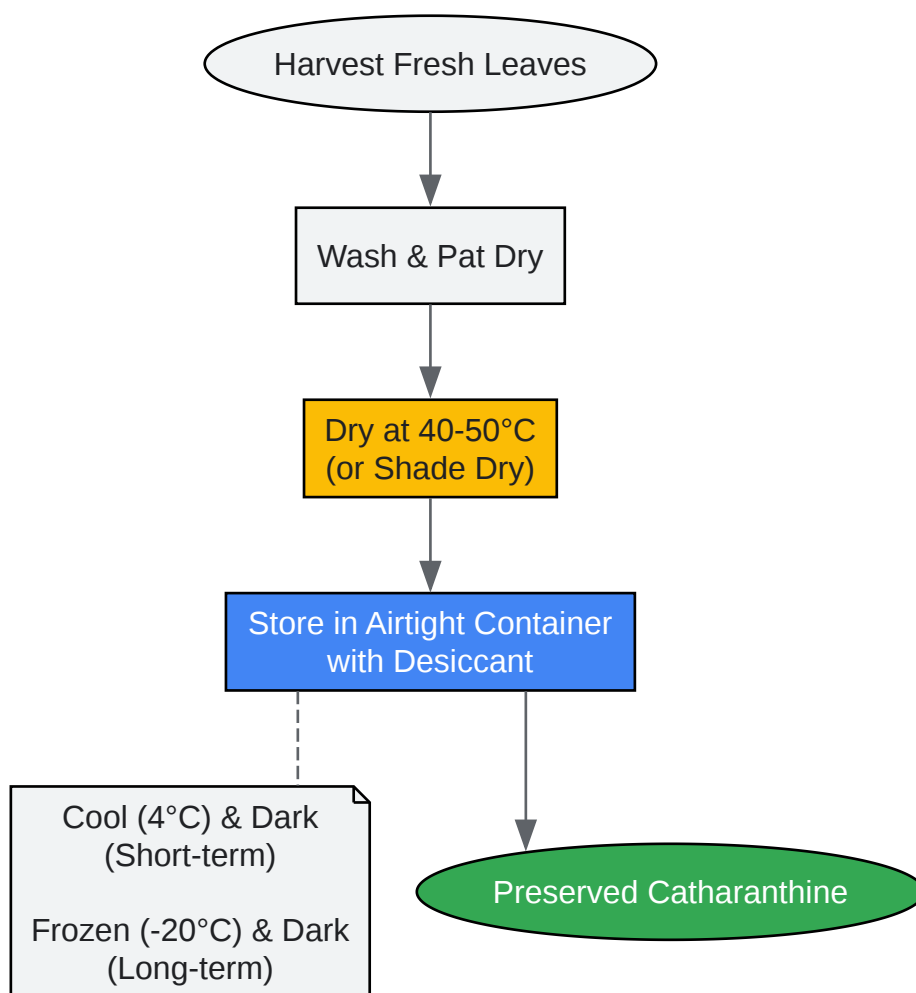 Harvest Fresh Leaves
Wash & Pat Dry
Dry at 40-50°C
(or Shade Dry)
Store in Airtight Container
with Desiccant
Cool (4°C) & Dark
(Short-term)
Frozen (-20°C) & Dark
(Long-term)
Preserved Catharanthine